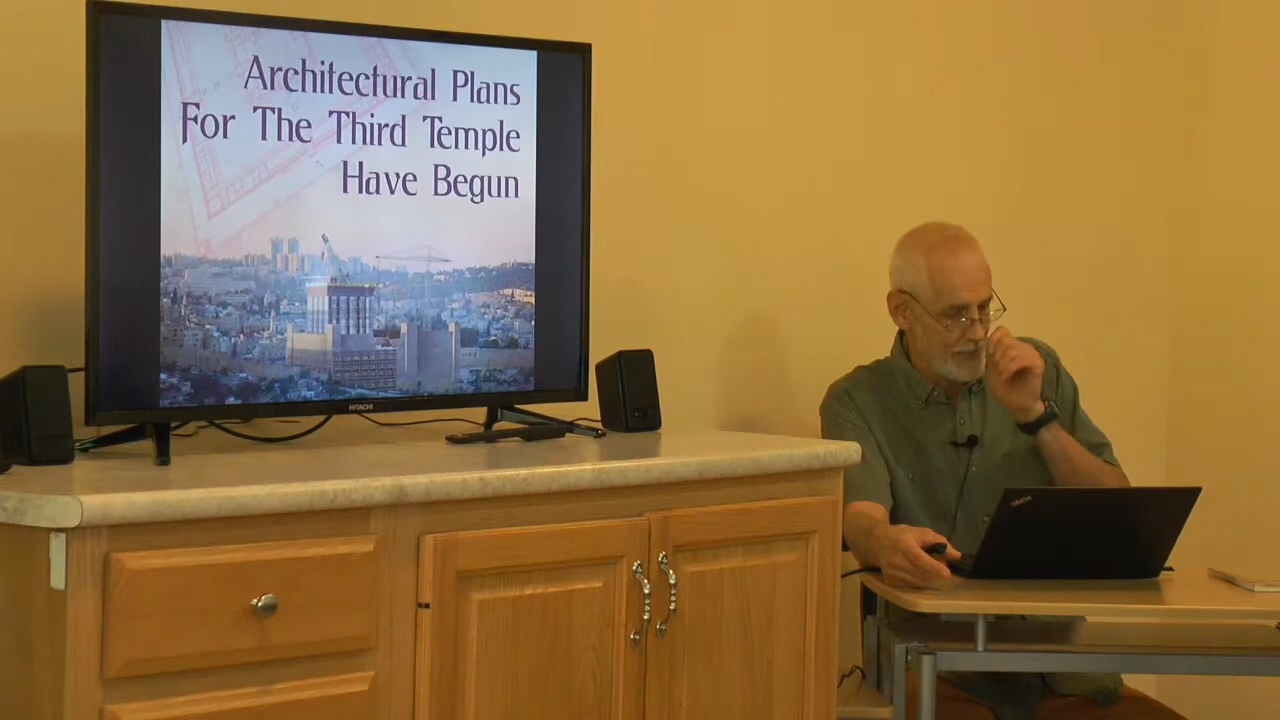 Architectural Plans
For The Third Temple
Have Begun
HITACHI